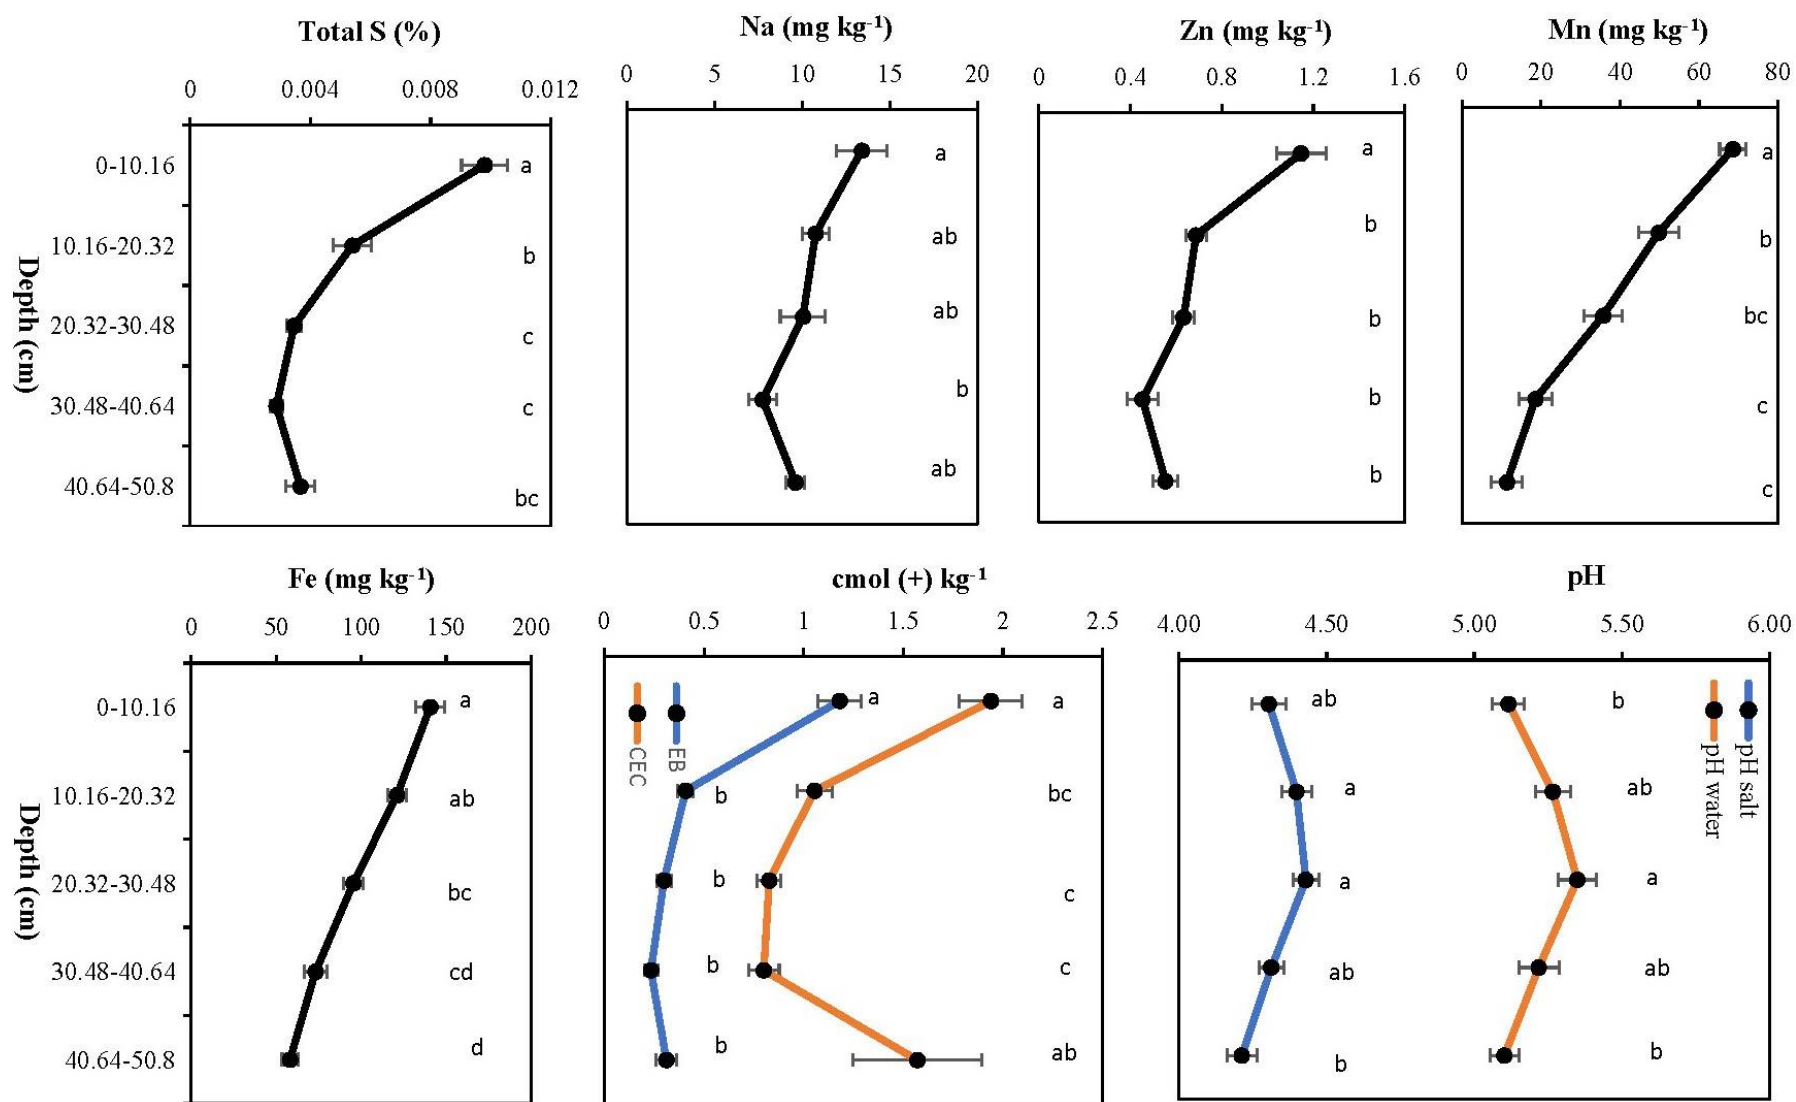 Total S (%)
0 0.004 0.008 0.012
Depth (cm)
0-10.16 a
10.16-20.32 b
20.32-30.48 c
30.48-40.64 c
40.64-50.8 bc
Na (mg kg-1)
0 5 10 15 20
a
ab
ab
b
ab
Zn (mg kg-1)
0 0.4 0.8 1.2 1.6
a
b
b
b
b
Mn (mg kg-1)
0 20 40 60 80
a
b
bc
c
c
Fe (mg kg-1)
0 50 100 150 200
Depth (cm)
0-10.16 a
10.16-20.32 ab
20.32-30.48 bc
30.48-40.64 cd
40.64-50.8 d
cmol (+) kg-1
0 0.5 1 1.5 2 2.5
CEC
EB
a a
b bc
b c
b c
b ab
pH
4.00 4.50 5.00 5.50 6.00
pH water
pH salt
ab b
a ab
a a
ab ab
b b